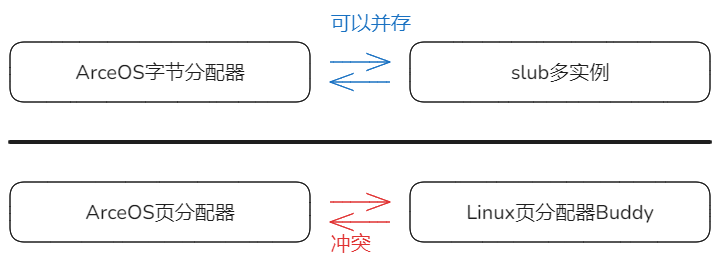 可以并存
ArceOS字节分配器
slub多实例
ArceOS页分配器
Linux页分配器Buddy
冲突